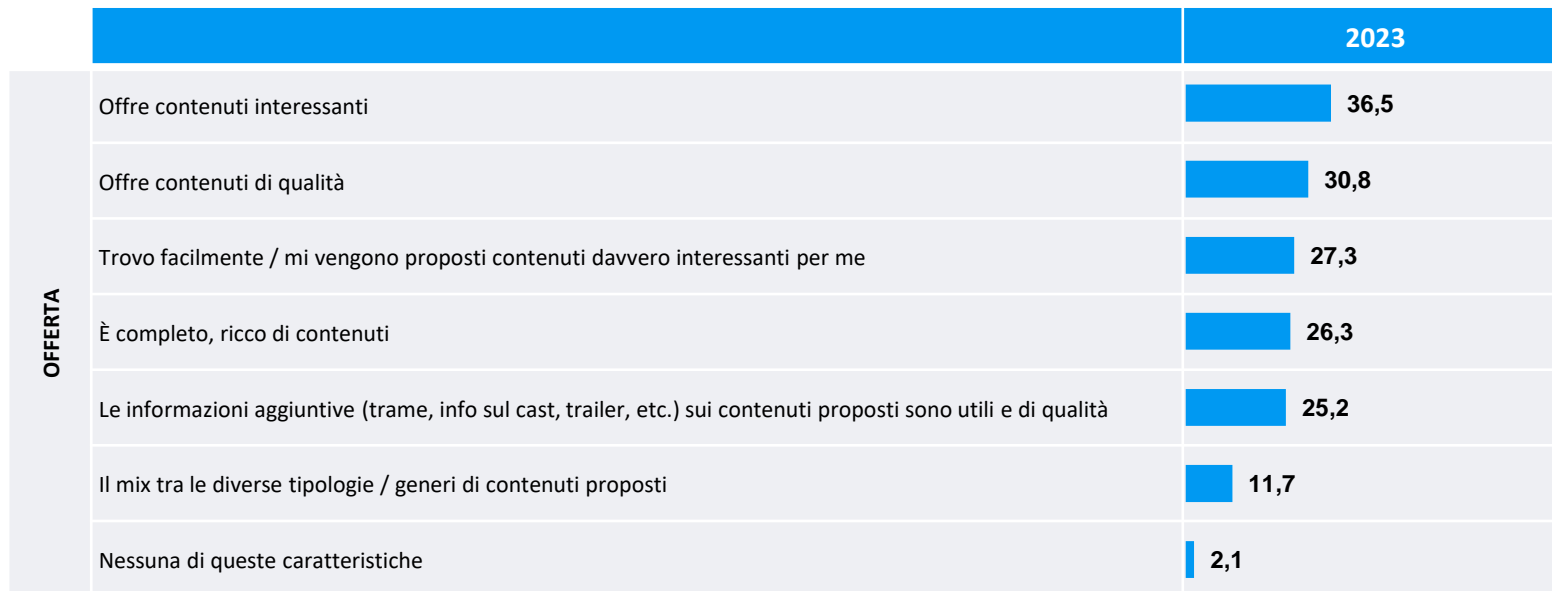 2023
OFFERTA
Offre contenuti interessanti
36,5
Offre contenuti di qualità
30,8
Trovo facilmente / mi vengono proposti contenuti davvero interessanti per me
27,3
È completo, ricco di contenuti
26,3
Le informazioni aggiuntive (trame, info sul cast, trailer, etc.) sui contenuti proposti sono utili e di qualità
25,2
Il mix tra le diverse tipologie / generi di contenuti proposti
11,7
Nessuna di queste caratteristiche
2,1